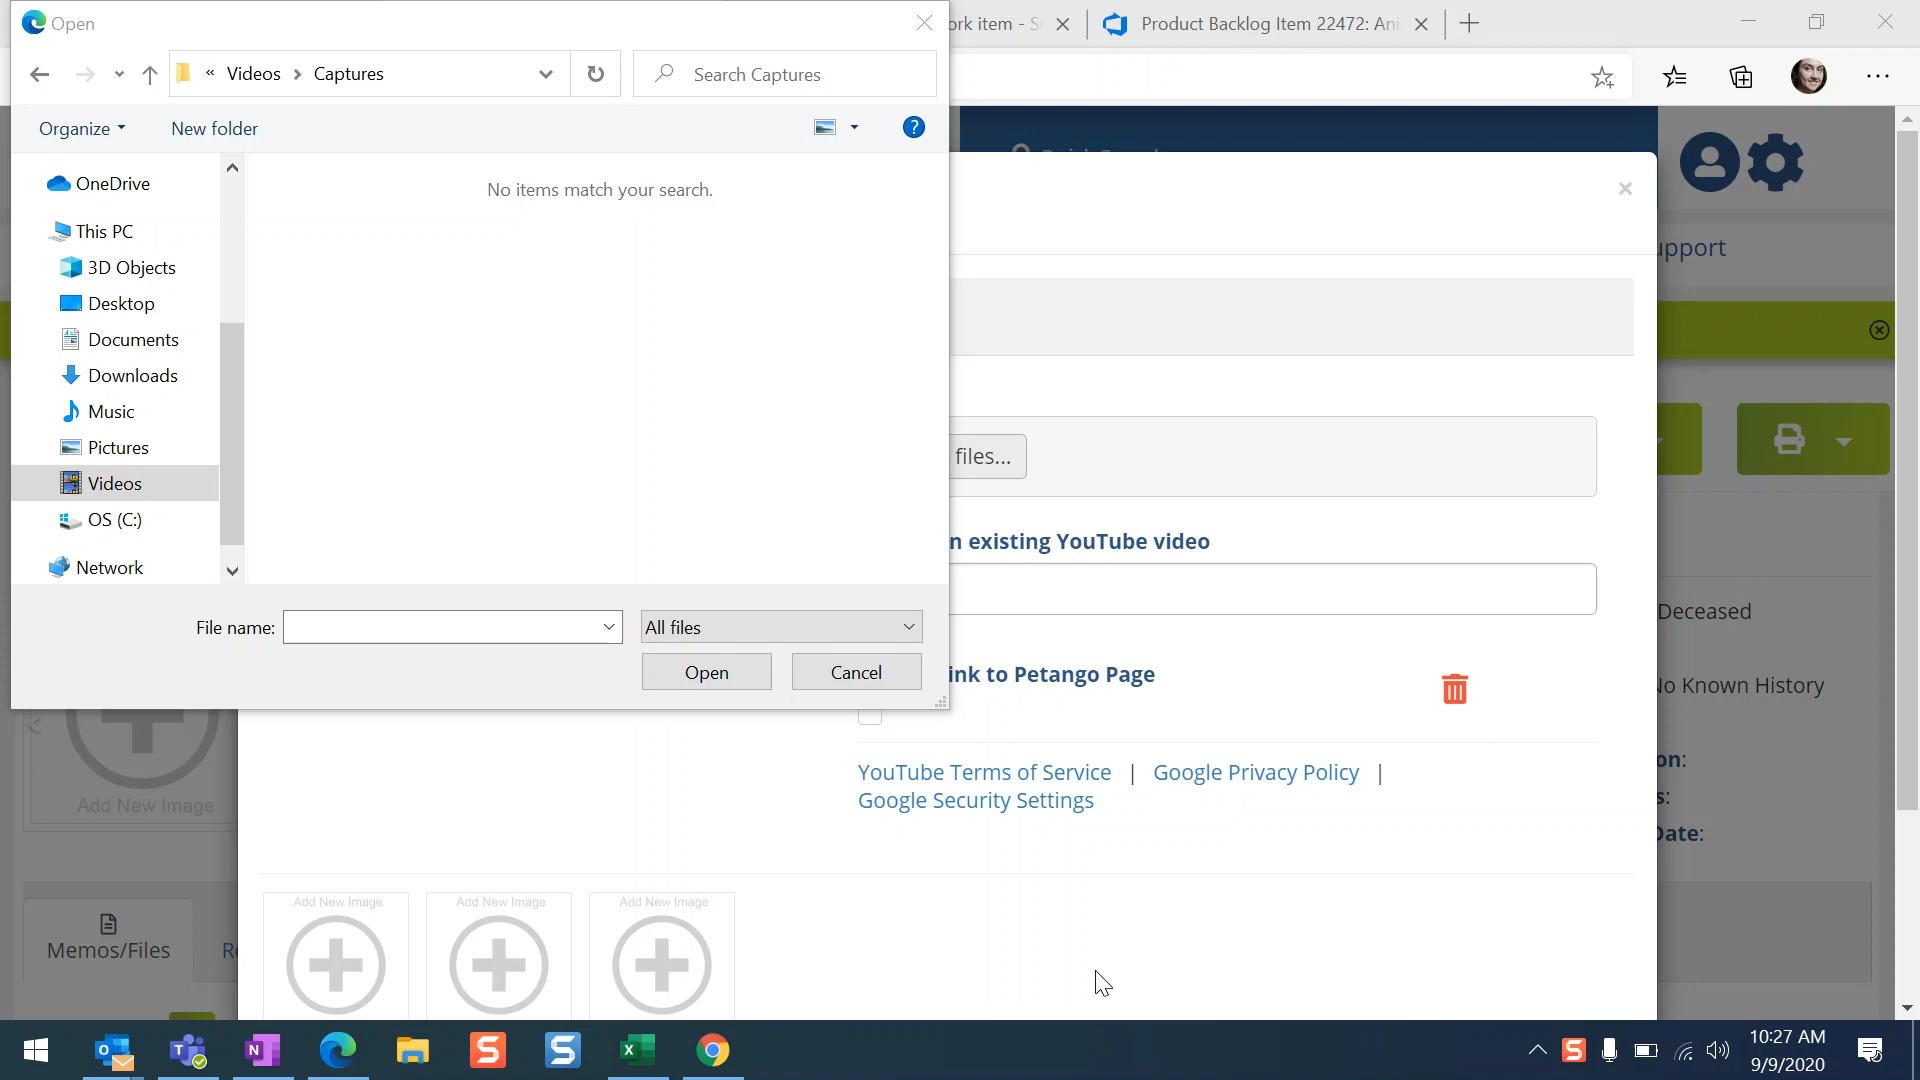 Open
ork item - S
Product Backlog Item 22472: Ani
« Videos > Captures
Search Captures
Organize
New folder
?
OneDrive
This PC
3D Objects
Desktop
Documents
Downloads
Music
Pictures
Videos
OS (C:)
Network
No items match your search.
File name:
All files
Open
Cancel
upport
files...
n existing YouTube video
ink to Petango Page
YouTube Terms of Service | Google Privacy Policy |
Google Security Settings
Deceased
No Known History
on:
s:
Date:
Add New Image
Add New Image
Add New Image
Add New Image
Memos/Files
Re
10:27 AM
9/9/2020